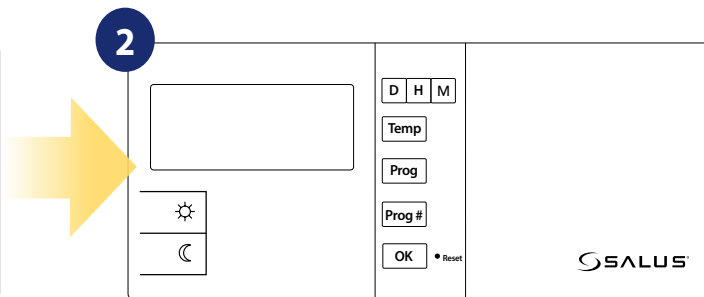 2
D H M
Temp
Prog
Prog #
OK Reset
SALUS